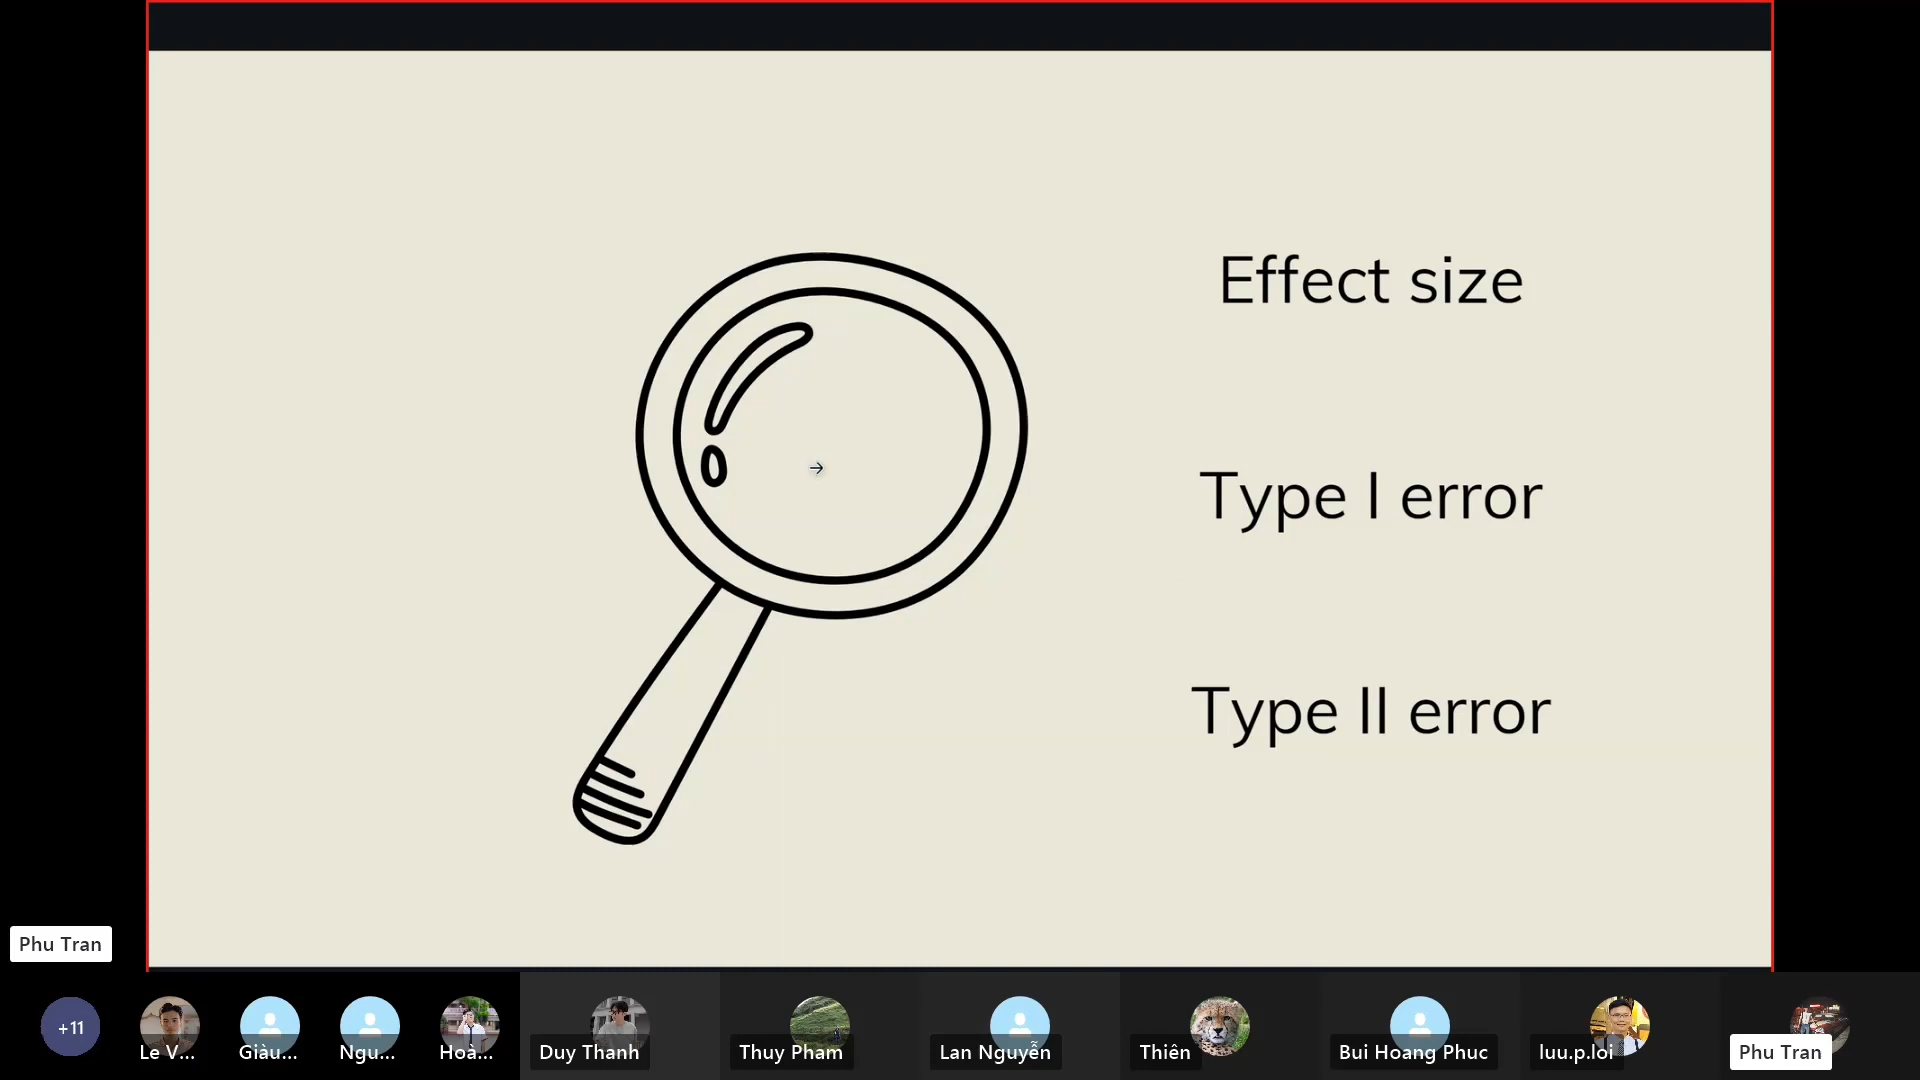 Effect size
Type I error
Type II error
Phu Tran
+11
Le V...
Giàu...
Ngu...
Hoà...
Duy Thanh
Thuy Pham
Lan Nguyễn
Thiên
Bui Hoang Phuc
luu.p.loi
Phu Tran